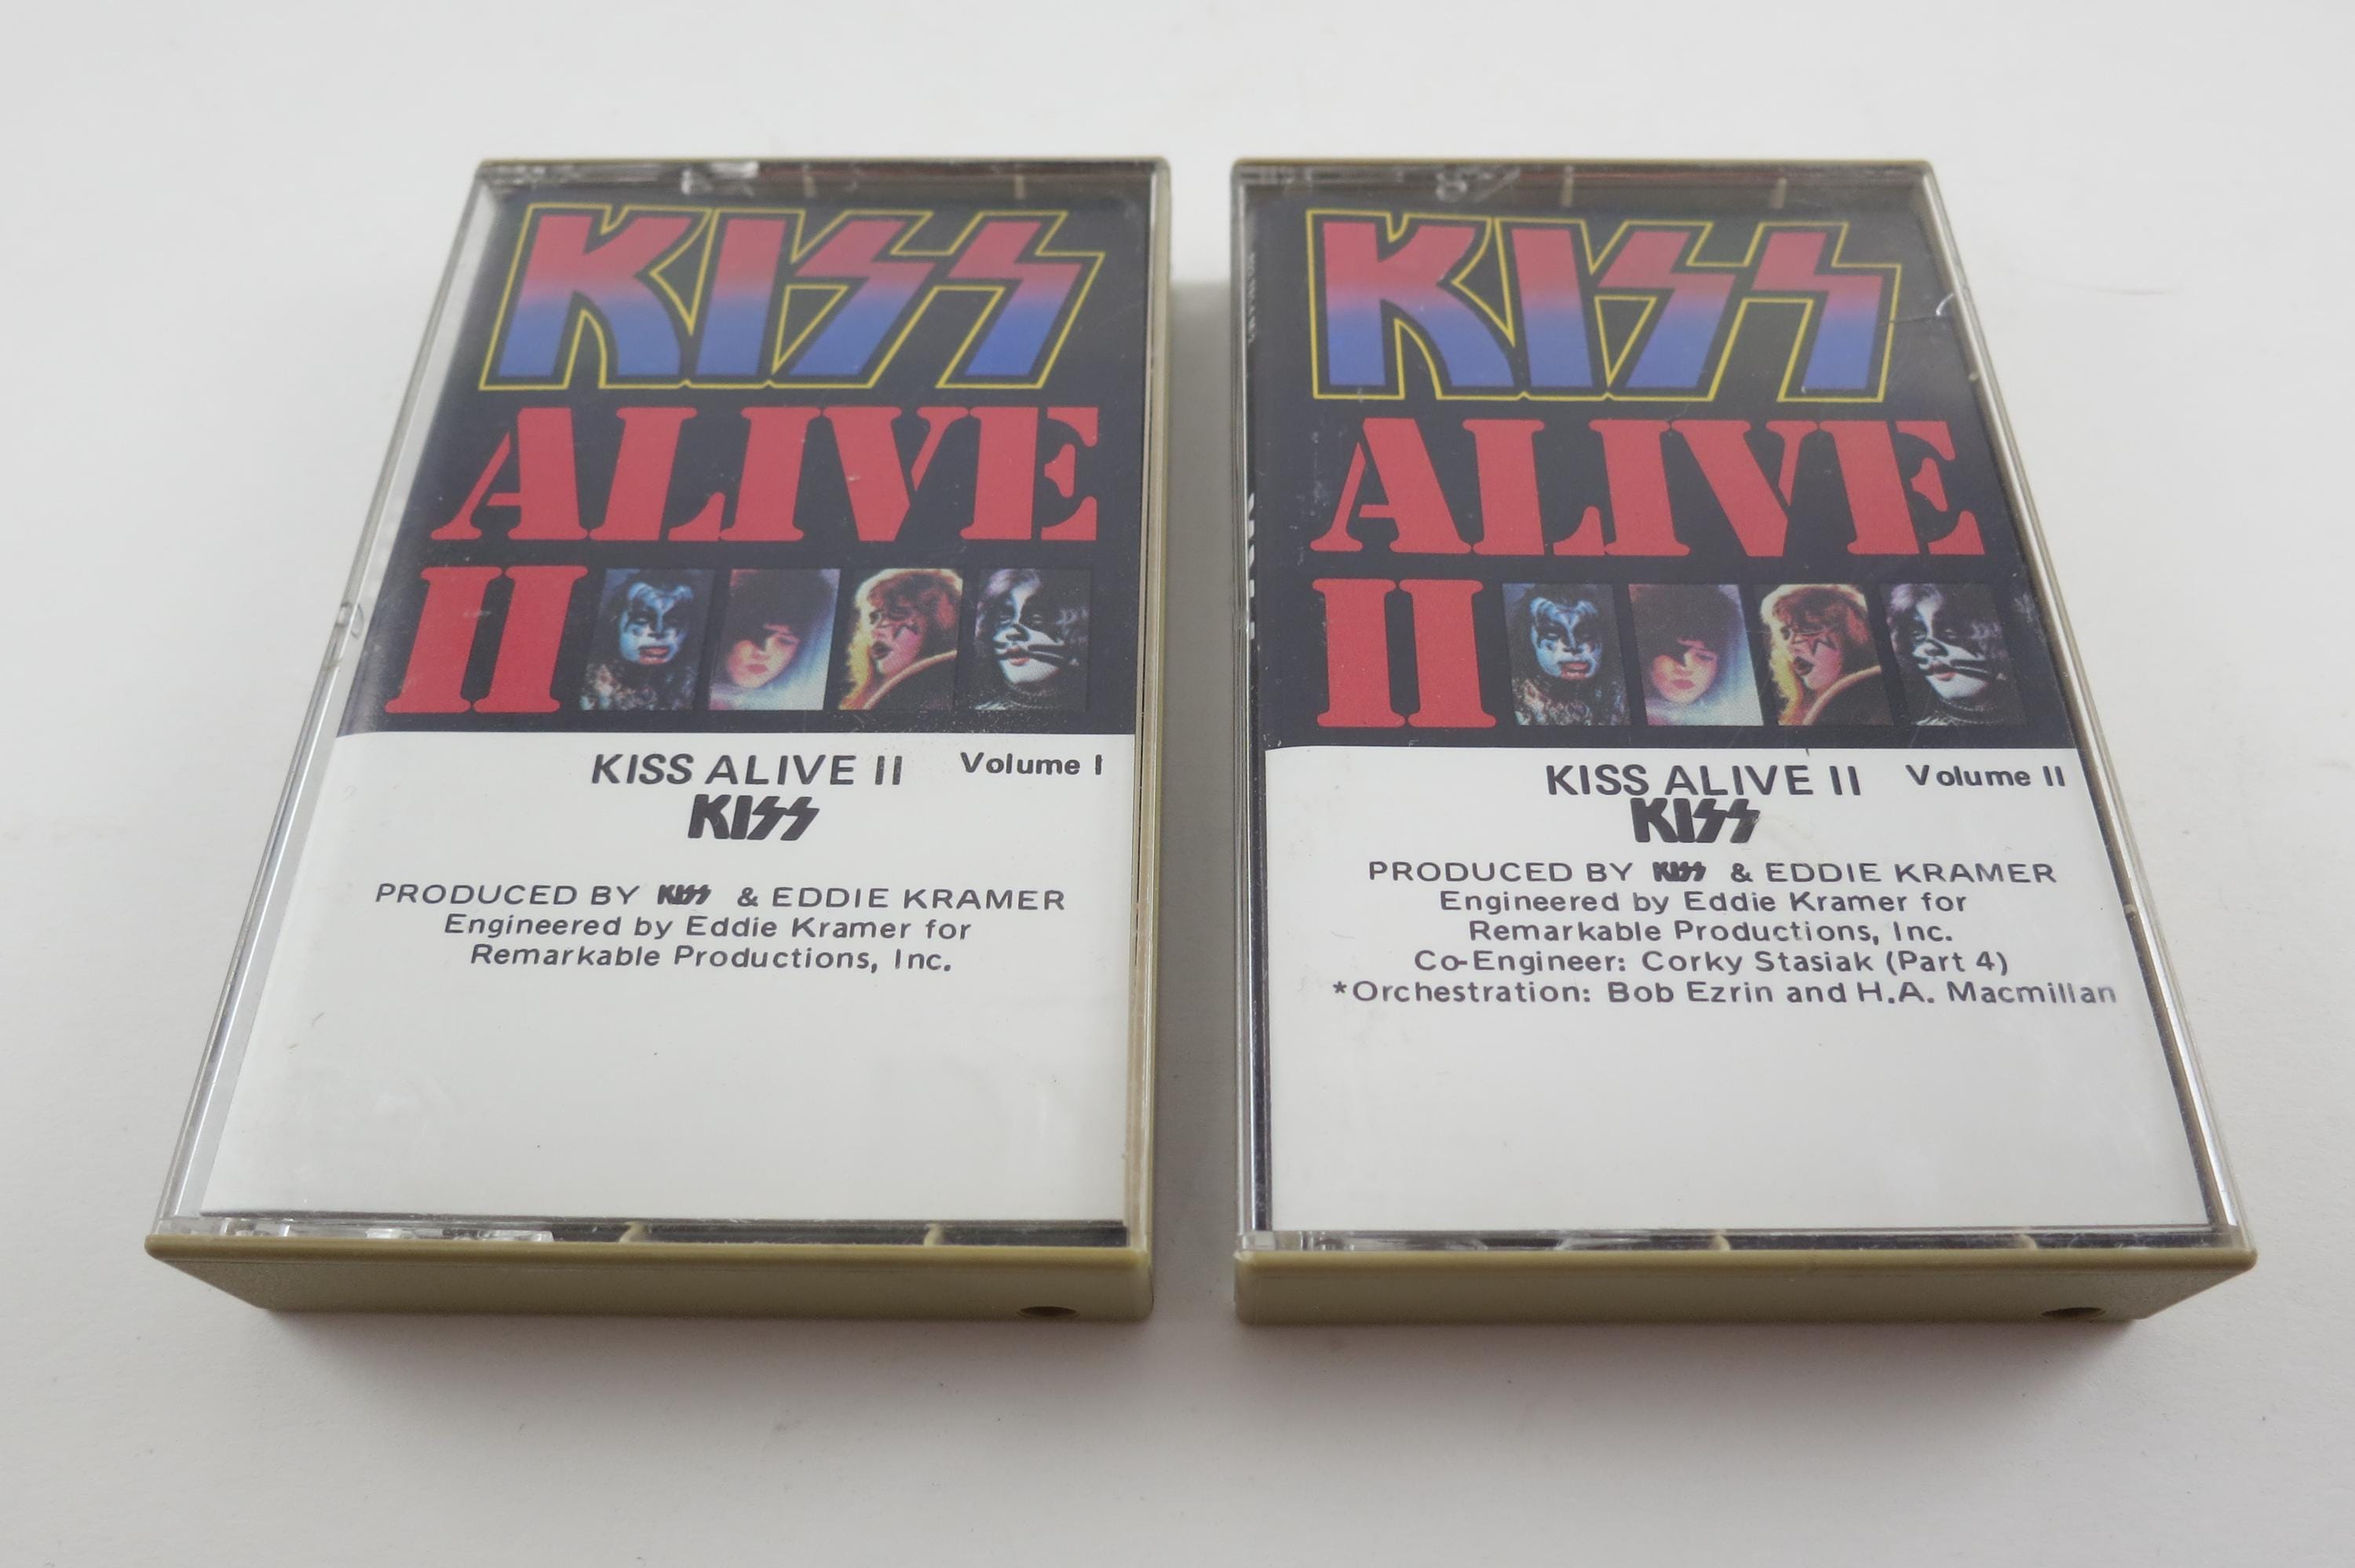 KISS
ALIVE
II
KISS ALIVE II Volume I
KISS
PRODUCED BY KISS & EDDIE KRAMER
Engineered by Eddie Kramer for
Remarkable Productions, Inc.
KISS
ALIVE
II
KISS ALIVE II Volume II
KISS
PRODUCED BY KISS & EDDIE KRAMER
Engineered by Eddie Kramer for
Remarkable Productions, Inc.
Co-Engineer: Corky Stasiak (Part 4)
*Orchestration: Bob Ezrin and H.A. Macmillan